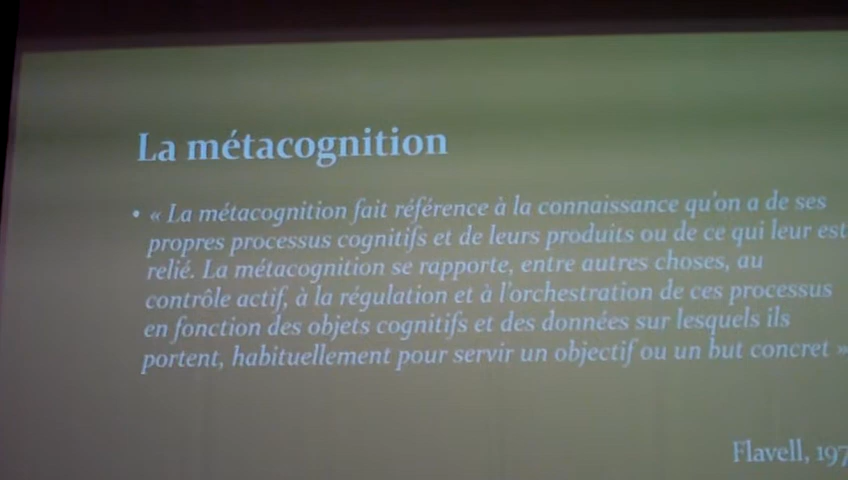 La métacognition
• « La métacognition fait référence à la connaissance qu'on a de ses
propres processus cognitifs et de leurs produits ou de ce qui leur est
relié. La métacognition se rapporte, entre autres choses, au
contrôle actif, à la régulation et à l'orchestration de ces processus
en fonction des objets cognitifs et des données sur lesquels ils
portent, habituellement pour servir un objectif ou un but concret »
Flavell, 197